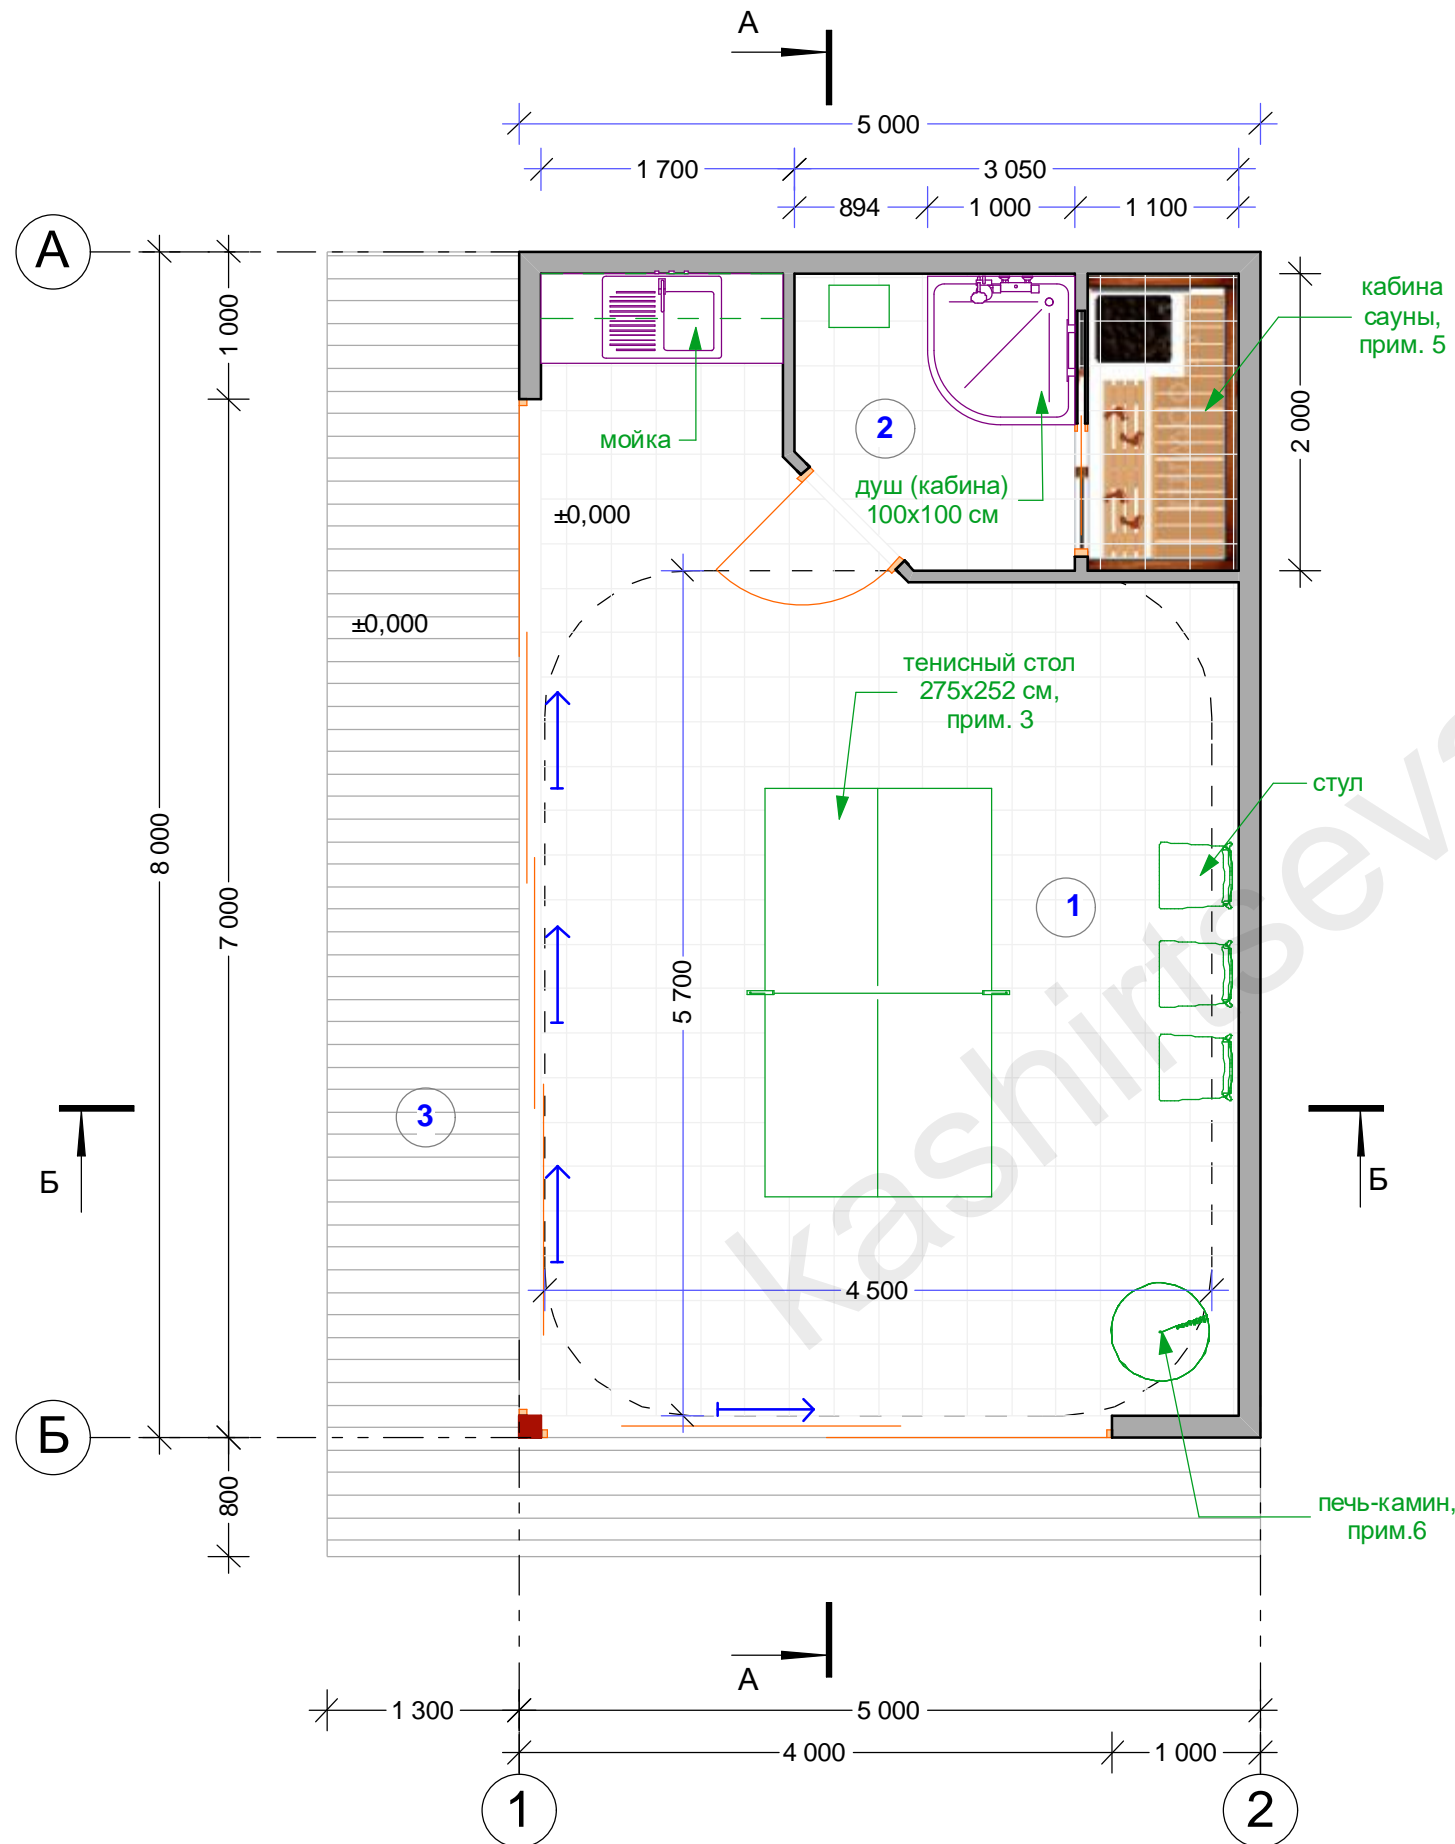 А
5 000
1 700
3 050
894
1 000
1 100
А
1 000
кабина
сауны,
прим. 5
2 000
мойка
2
душ (кабина)
100x100 см
±0,000
±0,000
тенисный стол
275x252 см,
прим. 3
стул
8 000
7 000
1
5 700
3
Б
Б
4 500
kashirtsev
Б
800
печь-камин,
прим.6
А
1 300
5 000
4 000
1 000
1
2